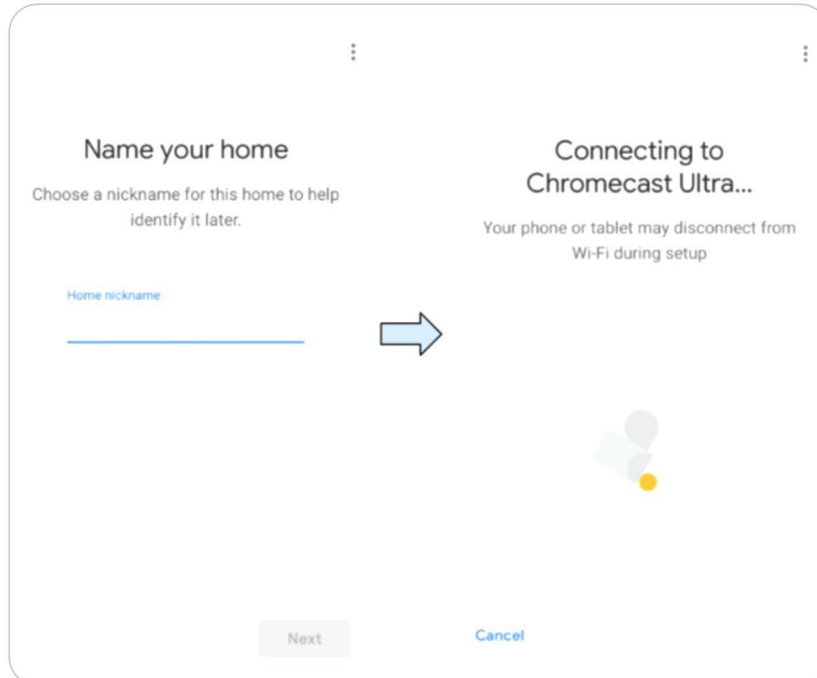 Name your home
Choose a nickname for this home to help
identify it later.
Home nickname
Next
Connecting to
Chromecast Ultra...
Your phone or tablet may disconnect from
Wi-Fi during setup
Cancel